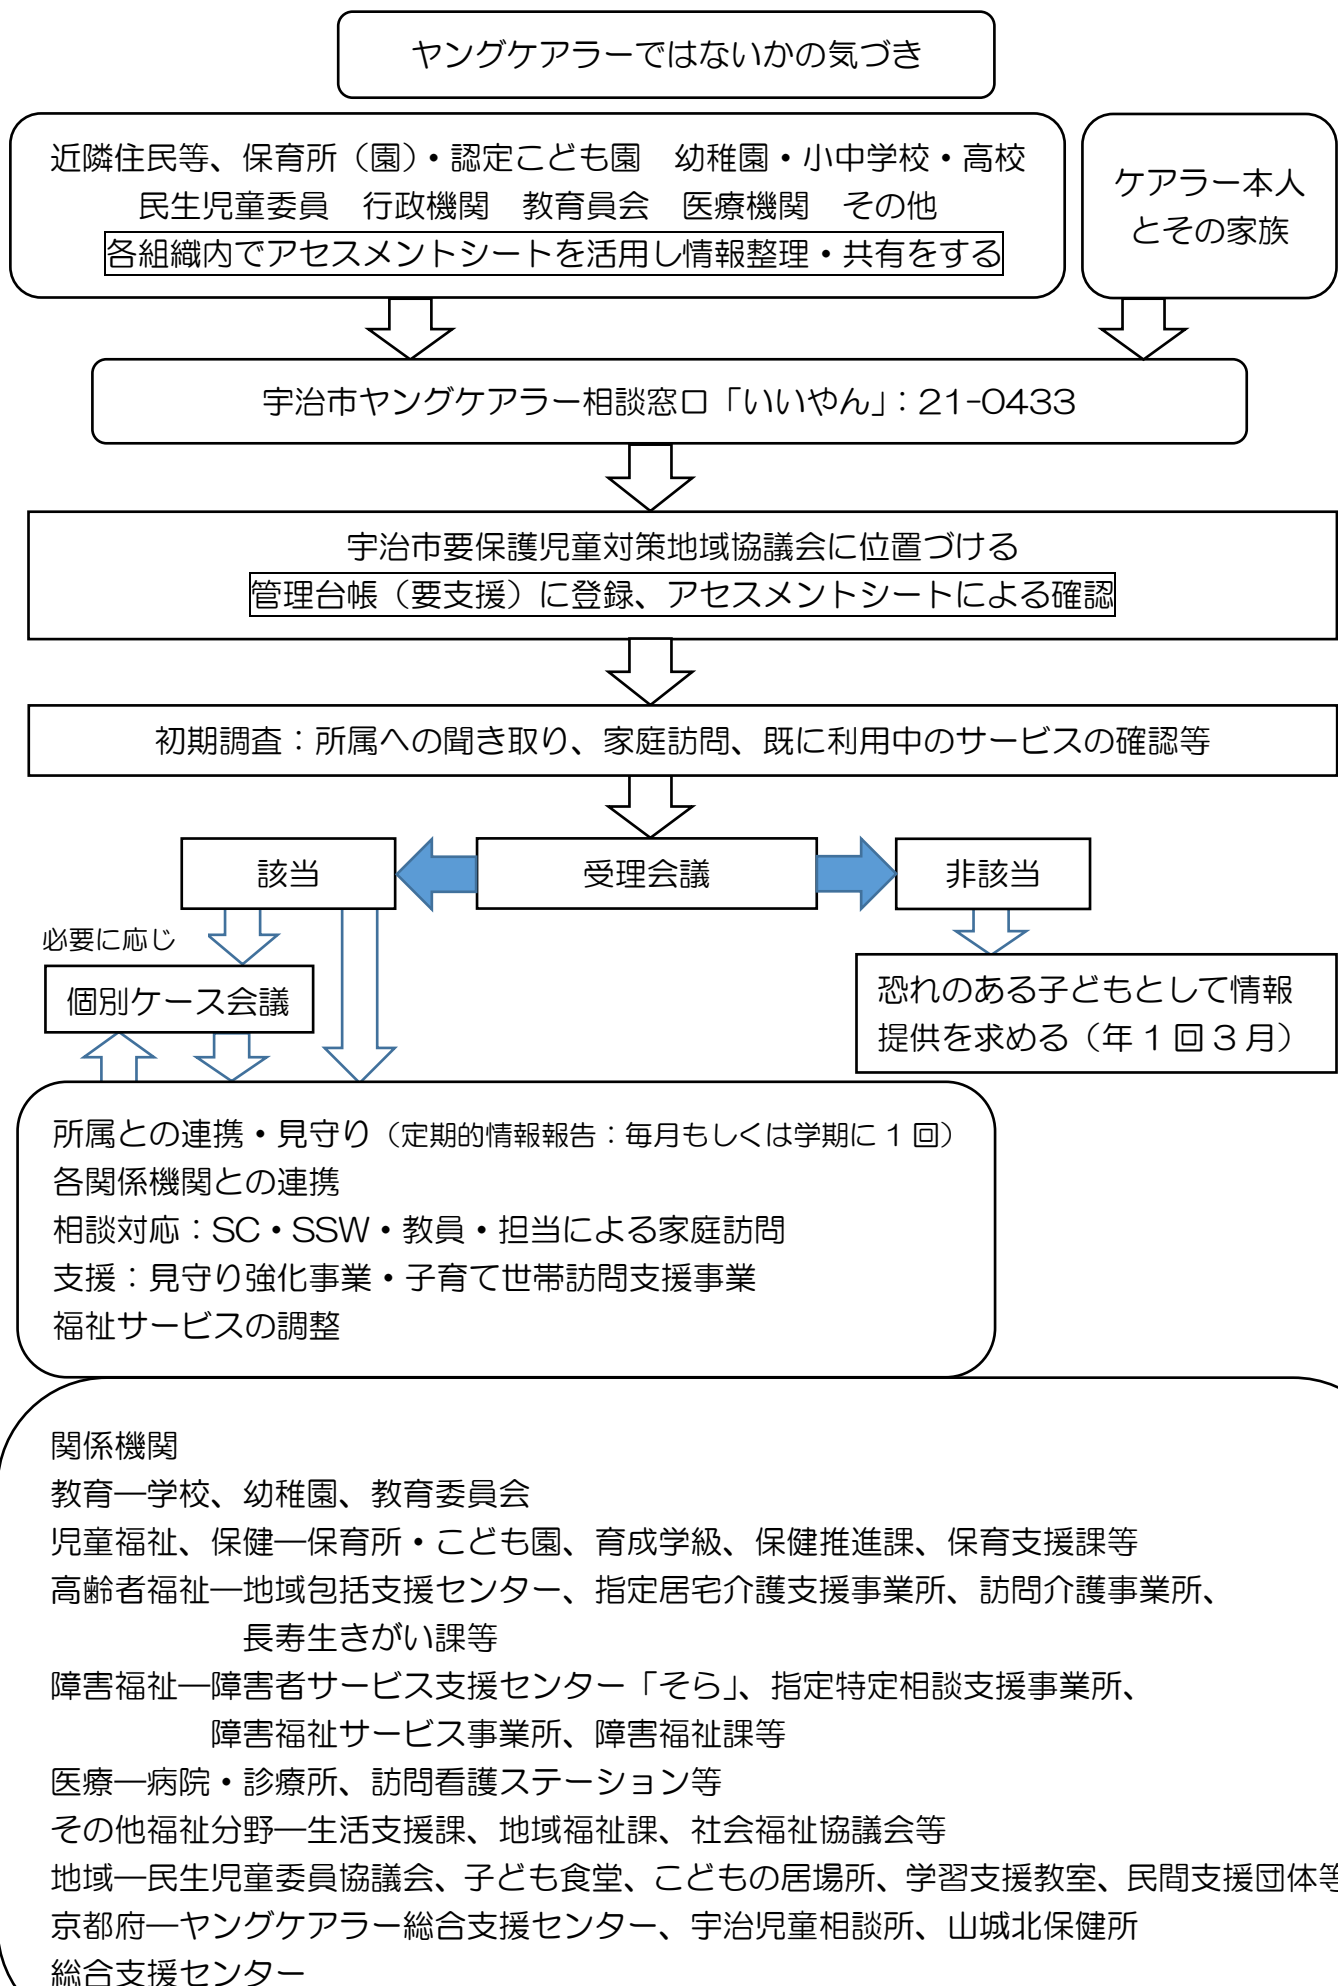 ヤングケアラーではないかの気づき
近隣住民等、保育所（園）・認定こども園　幼稚園・小中学校・高校
民生児童委員　行政機関　教育員会　医療機関　その他
各組織内でアセスメントシートを活用し情報整理・共有をする
ケアラー本人
とその家族
宇治市ヤングケアラー相談窓口「いいやん」：21-0433
宇治市要保護児童対策地域協議会に位置づける
管理台帳（要支援）に登録、アセスメントシートによる確認
初期調査：所属への聞き取り、家庭訪問、既に利用中のサービスの確認等
該当
受理会議
非該当
必要に応じ
個別ケース会議
恐れのある子どもとして情報
提供を求める（年1回3月）
所属との連携・見守り（定期的情報報告：毎月もしくは学期に1回）
各関係機関との連携
相談対応：SC・SSW・教員・担当による家庭訪問
支援：見守り強化事業・子育て世帯訪問支援事業
福祉サービスの調整
関係機関
教育―学校、幼稚園、教育委員会
児童福祉、保健―保育所・こども園、育成学級、保健推進課、保育支援課等
高齢者福祉―地域包括支援センター、指定居宅介護支援事業所、訪問介護事業所、
長寿生きがい課等
障害福祉―障害者サービス支援センター「そら」、指定特定相談支援事業所、
障害福祉サービス事業所、障害福祉課等
医療―病院・診療所、訪問看護ステーション等
その他福祉分野―生活支援課、地域福祉課、社会福祉協議会等
地域―民生児童委員協議会、子ども食堂、こどもの居場所、学習支援教室、民間支援団体等
京都府―ヤングケアラー総合支援センター、宇治児童相談所、山城北保健所
総合支援センター